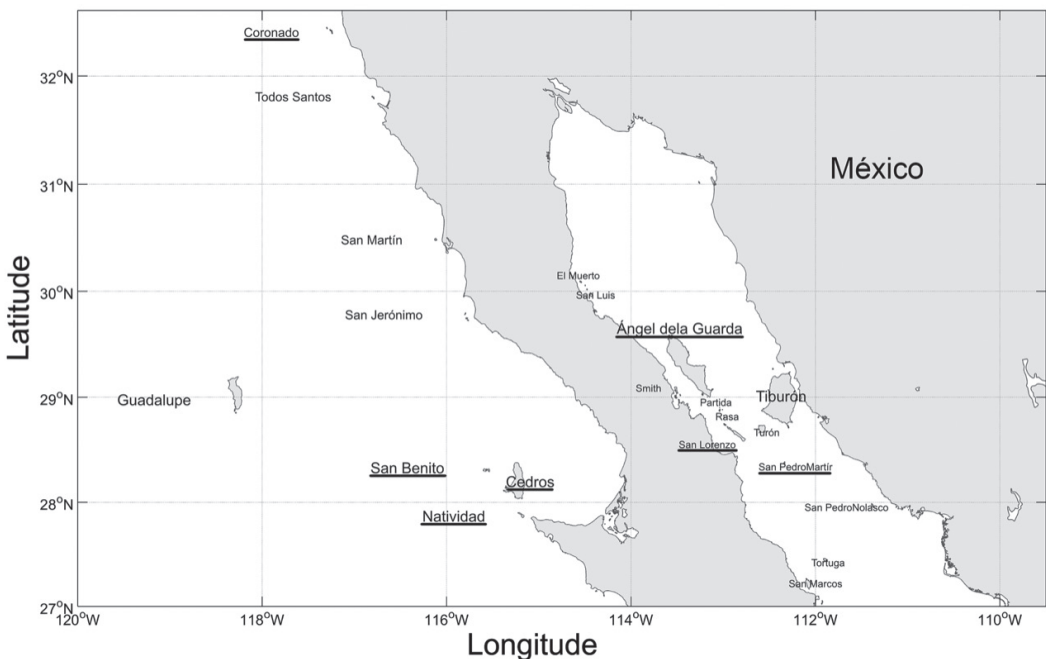 Coronado
32°N
Todos Santos
México
31°N
San Martín
El Muerto
30°N
San Luis
San Jerónimo
Ángel dela Guarda
Latitude
Smith
29°N
Guadalupe
Partida
Tiburón
Rasa
Turón
San Lorenzo
San Benito
San PedroMartír
Cedros
28°N
San PedroNolasco
Natividad
Tortuga
San Marcos
27°N
120°W
118°W
116°W
114°W
112°W
110°W
Longitude